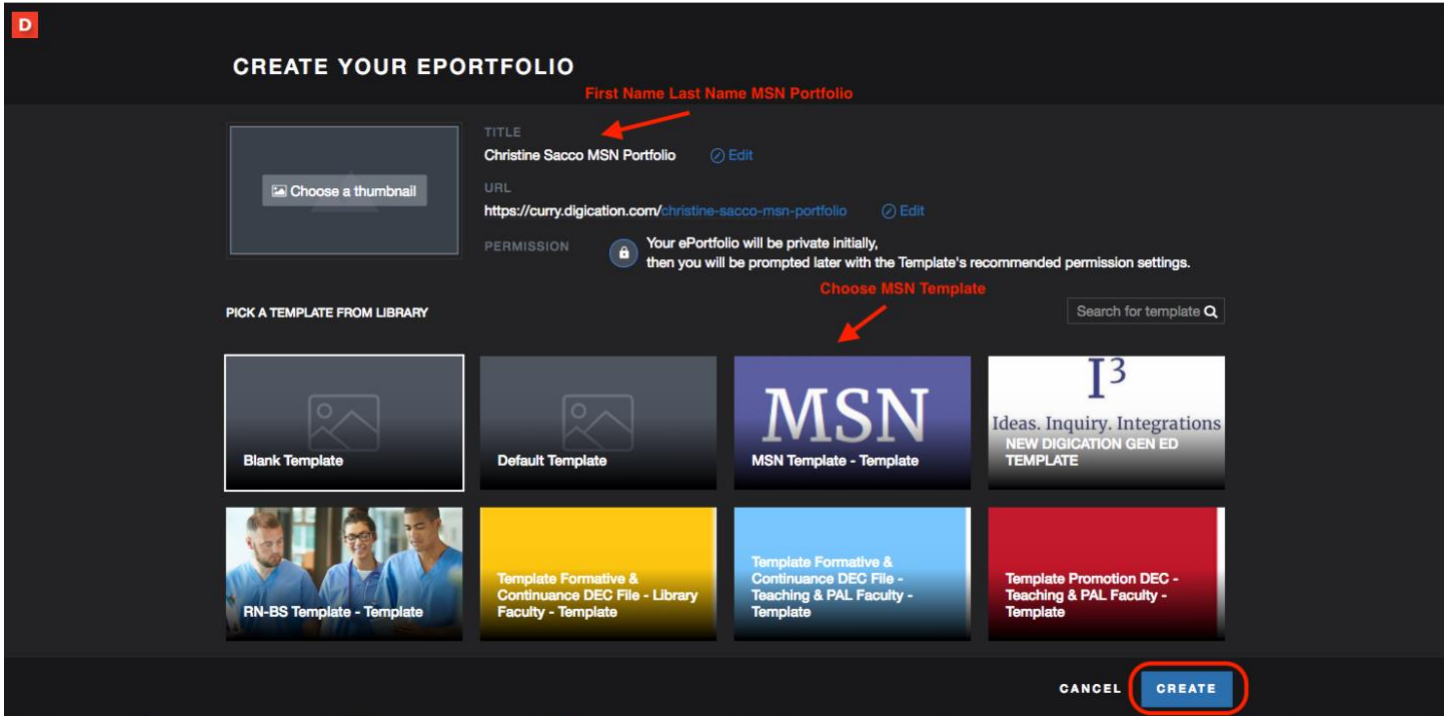 D
CREATE YOUR EPORTFOLIO
First Name Last Name MSN Portfolio
TITLE
Christine Sacco MSN Portfolio Edit
Choose a thumbnail
URL
https://curry.digication.com/christine-sacco-msn-portfolio Edit
PERMISSION
Your ePortfolio will be private initially,
then you will be prompted later with the Template's recommended permission settings.
Choose MSN Template
PICK A TEMPLATE FROM LIBRARY
Search for template
Blank Template
Default Template
MSN
MSN Template - Template
I3
Ideas. Inquiry. Integrations
NEW DIGICATION GEN ED
TEMPLATE
RN-BS Template - Template
Template Formative &
Continuance DEC File - Library
Faculty - Template
Template Formative &
Continuance DEC File -
Teaching & PAL Faculty -
Template
Template Promotion DEC -
Teaching & PAL Faculty -
Template
CANCEL
CREATE